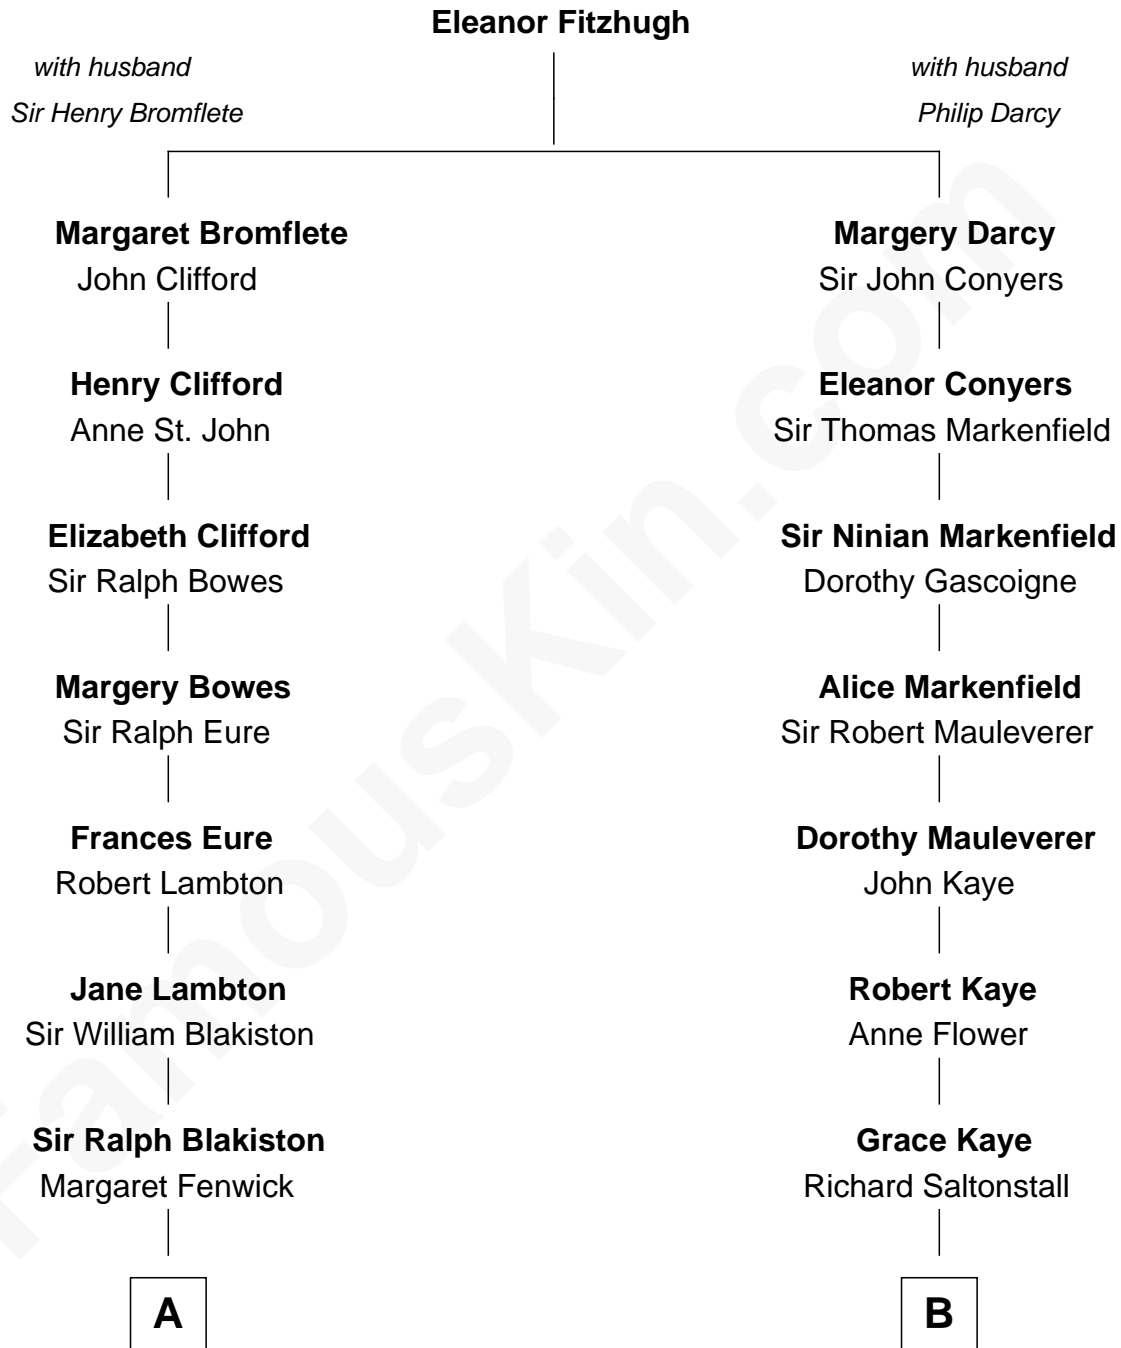 Eleanor Fitzhugh
with husband
Sir Henry Bromflete
with husband
Philip Darcy
Margaret Bromflete
John Clifford
Margery Darcy
Sir John Conyers
Henry Clifford
Anne St. John
Eleanor Conyers
Sir Thomas Markenfield
Elizabeth Clifford
Sir Ralph Bowes
Sir Ninian Markenfield
Dorothy Gascoigne
Margery Bowes
Sir Ralph Eure
Alice Markenfield
Sir Robert Mauleverer
Frances Eure
Robert Lambton
Dorothy Mauleverer
John Kaye
Jane Lambton
Sir William Blakiston
Robert Kaye
Anne Flower
Sir Ralph Blakiston
Margaret Fenwick
Grace Kaye
Richard Saltonstall
A
B
FamousKin.com